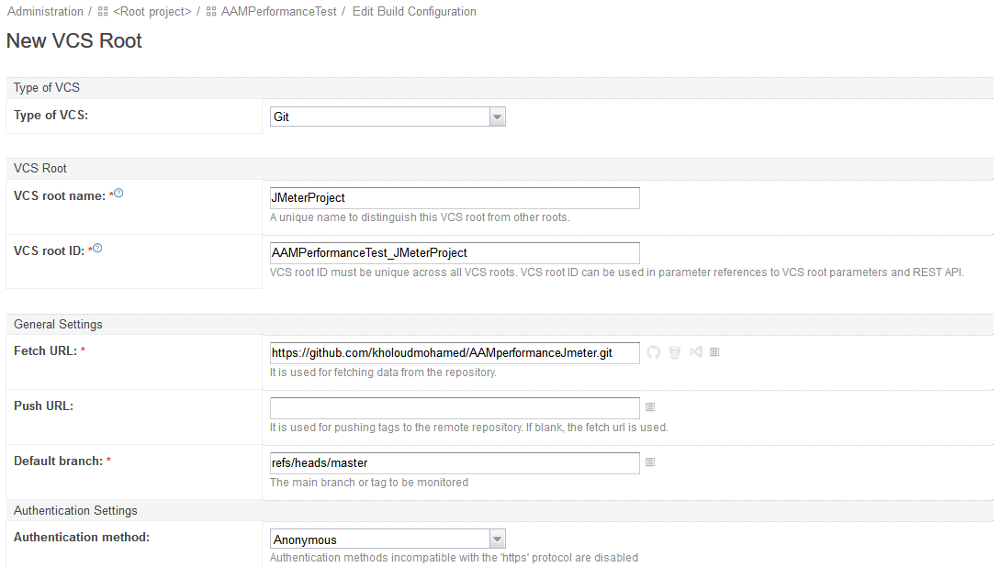 Administration / <Root project> / AAMPerformanceTest / Edit Build Configuration
New VCS Root
Type of VCS
Type of VCS: Git
VCS Root
VCS root name: *? JMeterProject
A unique name to distinguish this VCS root from other roots.
VCS root ID: *? AAMPerformanceTest_JMeterProject
VCS root ID must be unique across all VCS roots. VCS root ID can be used in parameter references to VCS root parameters and REST API.
General Settings
Fetch URL: * https://github.com/kholoudmohamed/AAMperformanceJmeter.git
It is used for fetching data from the repository.
Push URL:
It is used for pushing tags to the remote repository. If blank, the fetch url is used.
Default branch: * refs/heads/master
The main branch or tag to be monitored
Authentication Settings
Authentication method: Anonymous
Authentication methods incompatible with the 'https' protocol are disabled